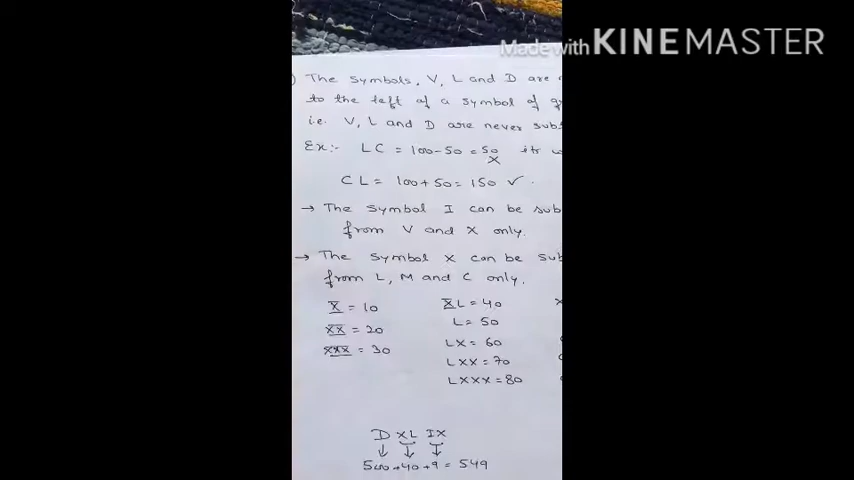 Made with KINEMASTER
) The symbols, V, L and D are
to the left of a symbol of
i.e. V, L and D are never
Ex:- LC = 100-50 = 50 its
X
CL = 100+50 = 150 ✓.
→ The symbol I can be
from V and X only.
→ The symbol X can be
from L, M and C only.
X = 10 XL = 40
XX = 20 L = 50
XXX = 30 LX = 60
LXX = 70
LXXX = 80
D XL IX
↓ ↓ ↓
500+40+9 = 549